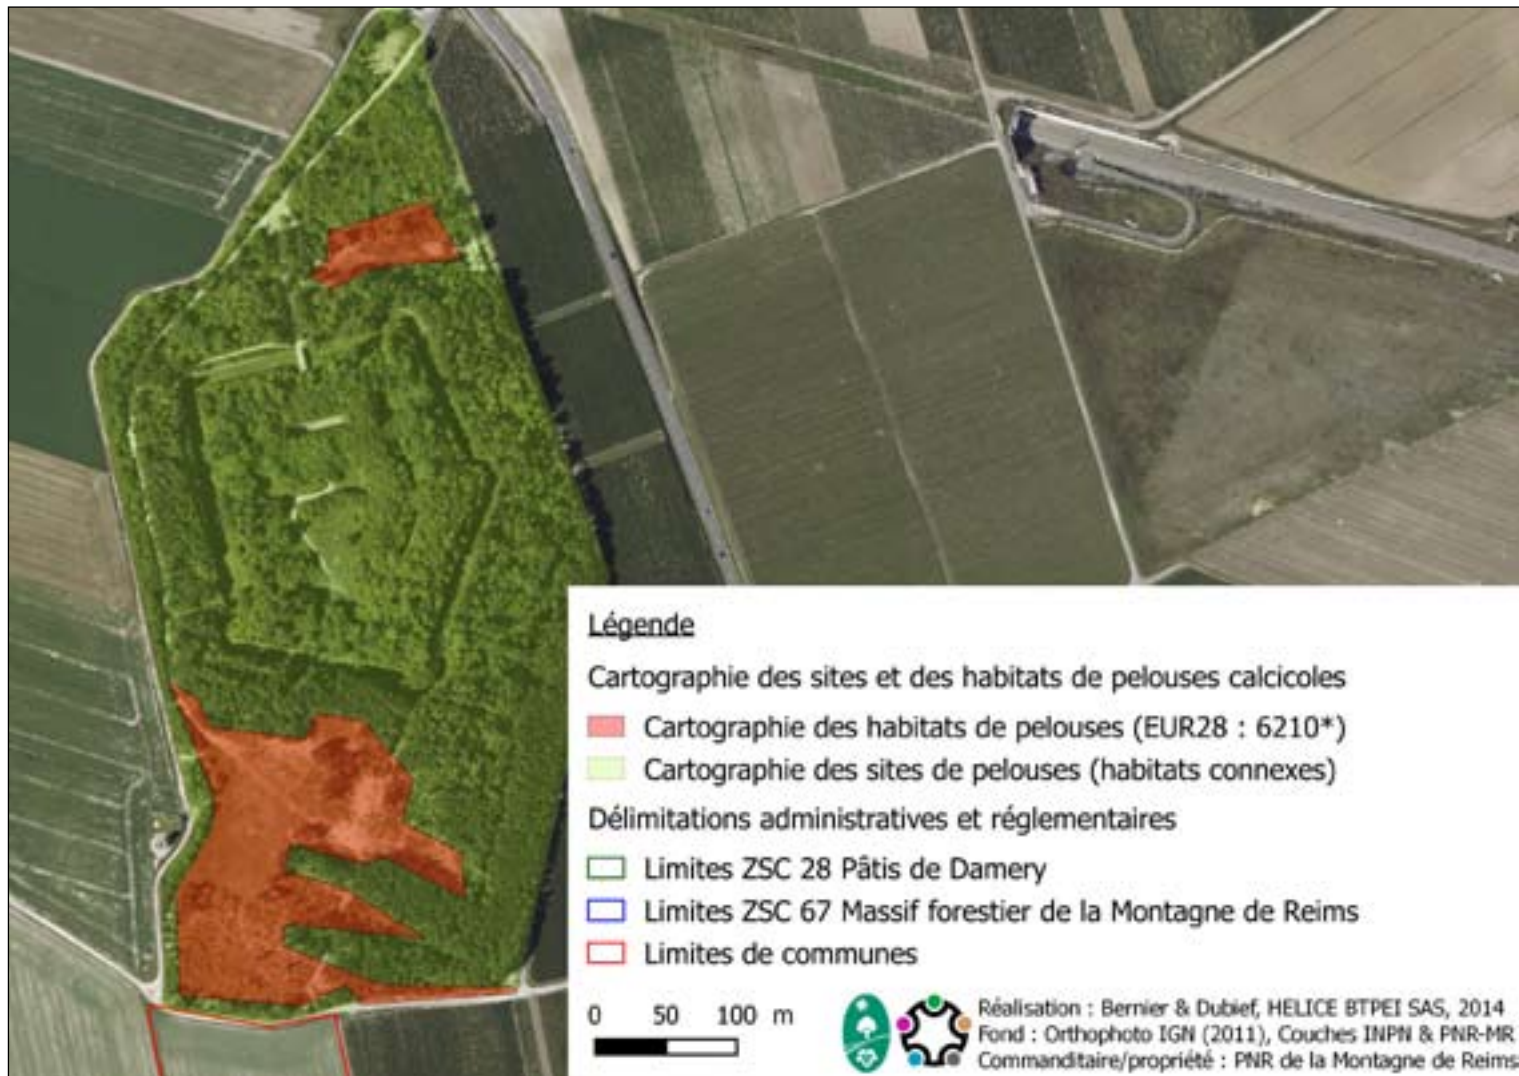 Légende
Cartographie des sites et des habitats de pelouses calcicoles
Cartographie des habitats de pelouses (EUR28 : 6210*)
Cartographie des sites de pelouses (habitats connexes)
Délimitations administratives et réglementaires
Limites ZSC 28 Pâtis de Damery
Limites ZSC 67 Massif forestier de la Montagne de Reims
Limites de communes
0 50 100 m
Réalisation : Bernier & Dubief, HELICE BTPEI SAS, 2014
Fond : Orthophoto IGN (2011), Couches INPN & PNR-MR
Commanditaire/propriété : PNR de la Montagne de Reims